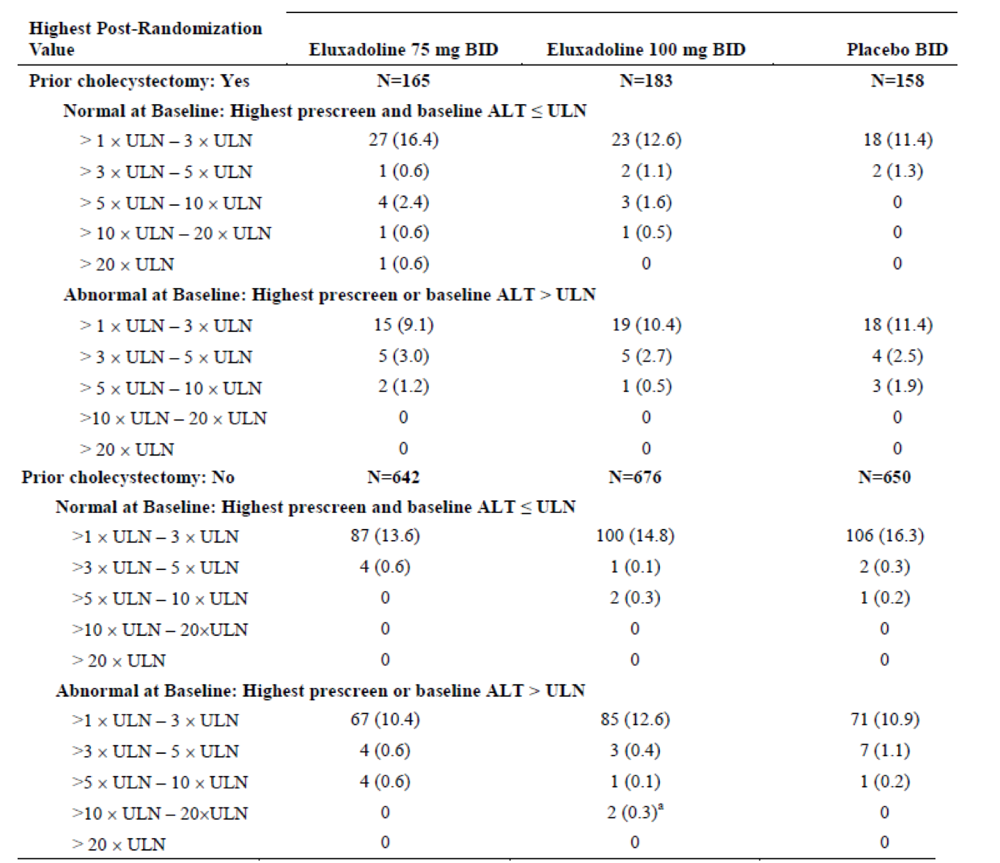 Highest Post-Randomization
Value Eluxadoline 75 mg BID Eluxadoline 100 mg BID Placebo BID
Prior cholecystectomy: Yes N=165 N=183 N=158
Normal at Baseline: Highest prescreen and baseline ALT ≤ ULN
> 1 × ULN – 3 × ULN 27 (16.4) 23 (12.6) 18 (11.4)
> 3 × ULN – 5 × ULN 1 (0.6) 2 (1.1) 2 (1.3)
> 5 × ULN – 10 × ULN 4 (2.4) 3 (1.6) 0
> 10 × ULN – 20 × ULN 1 (0.6) 1 (0.5) 0
> 20 × ULN 1 (0.6) 0 0
Abnormal at Baseline: Highest prescreen or baseline ALT > ULN
> 1 × ULN – 3 × ULN 15 (9.1) 19 (10.4) 18 (11.4)
> 3 × ULN – 5 × ULN 5 (3.0) 5 (2.7) 4 (2.5)
> 5 × ULN – 10 × ULN 2 (1.2) 1 (0.5) 3 (1.9)
>10 × ULN – 20 × ULN 0 0 0
> 20 × ULN 0 0 0
Prior cholecystectomy: No N=642 N=676 N=650
Normal at Baseline: Highest prescreen and baseline ALT ≤ ULN
>1 × ULN – 3 × ULN 87 (13.6) 100 (14.8) 106 (16.3)
>3 × ULN – 5 × ULN 4 (0.6) 1 (0.1) 2 (0.3)
>5 × ULN – 10 × ULN 0 2 (0.3) 1 (0.2)
>10 × ULN – 20×ULN 0 0 0
> 20 × ULN 0 0 0
Abnormal at Baseline: Highest prescreen or baseline ALT > ULN
>1 × ULN – 3 × ULN 67 (10.4) 85 (12.6) 71 (10.9)
>3 × ULN – 5 × ULN 4 (0.6) 3 (0.4) 7 (1.1)
>5 × ULN – 10 × ULN 4 (0.6) 1 (0.1) 1 (0.2)
>10 × ULN – 20×ULN 0 2 (0.3)ª 0
> 20 × ULN 0 0 0